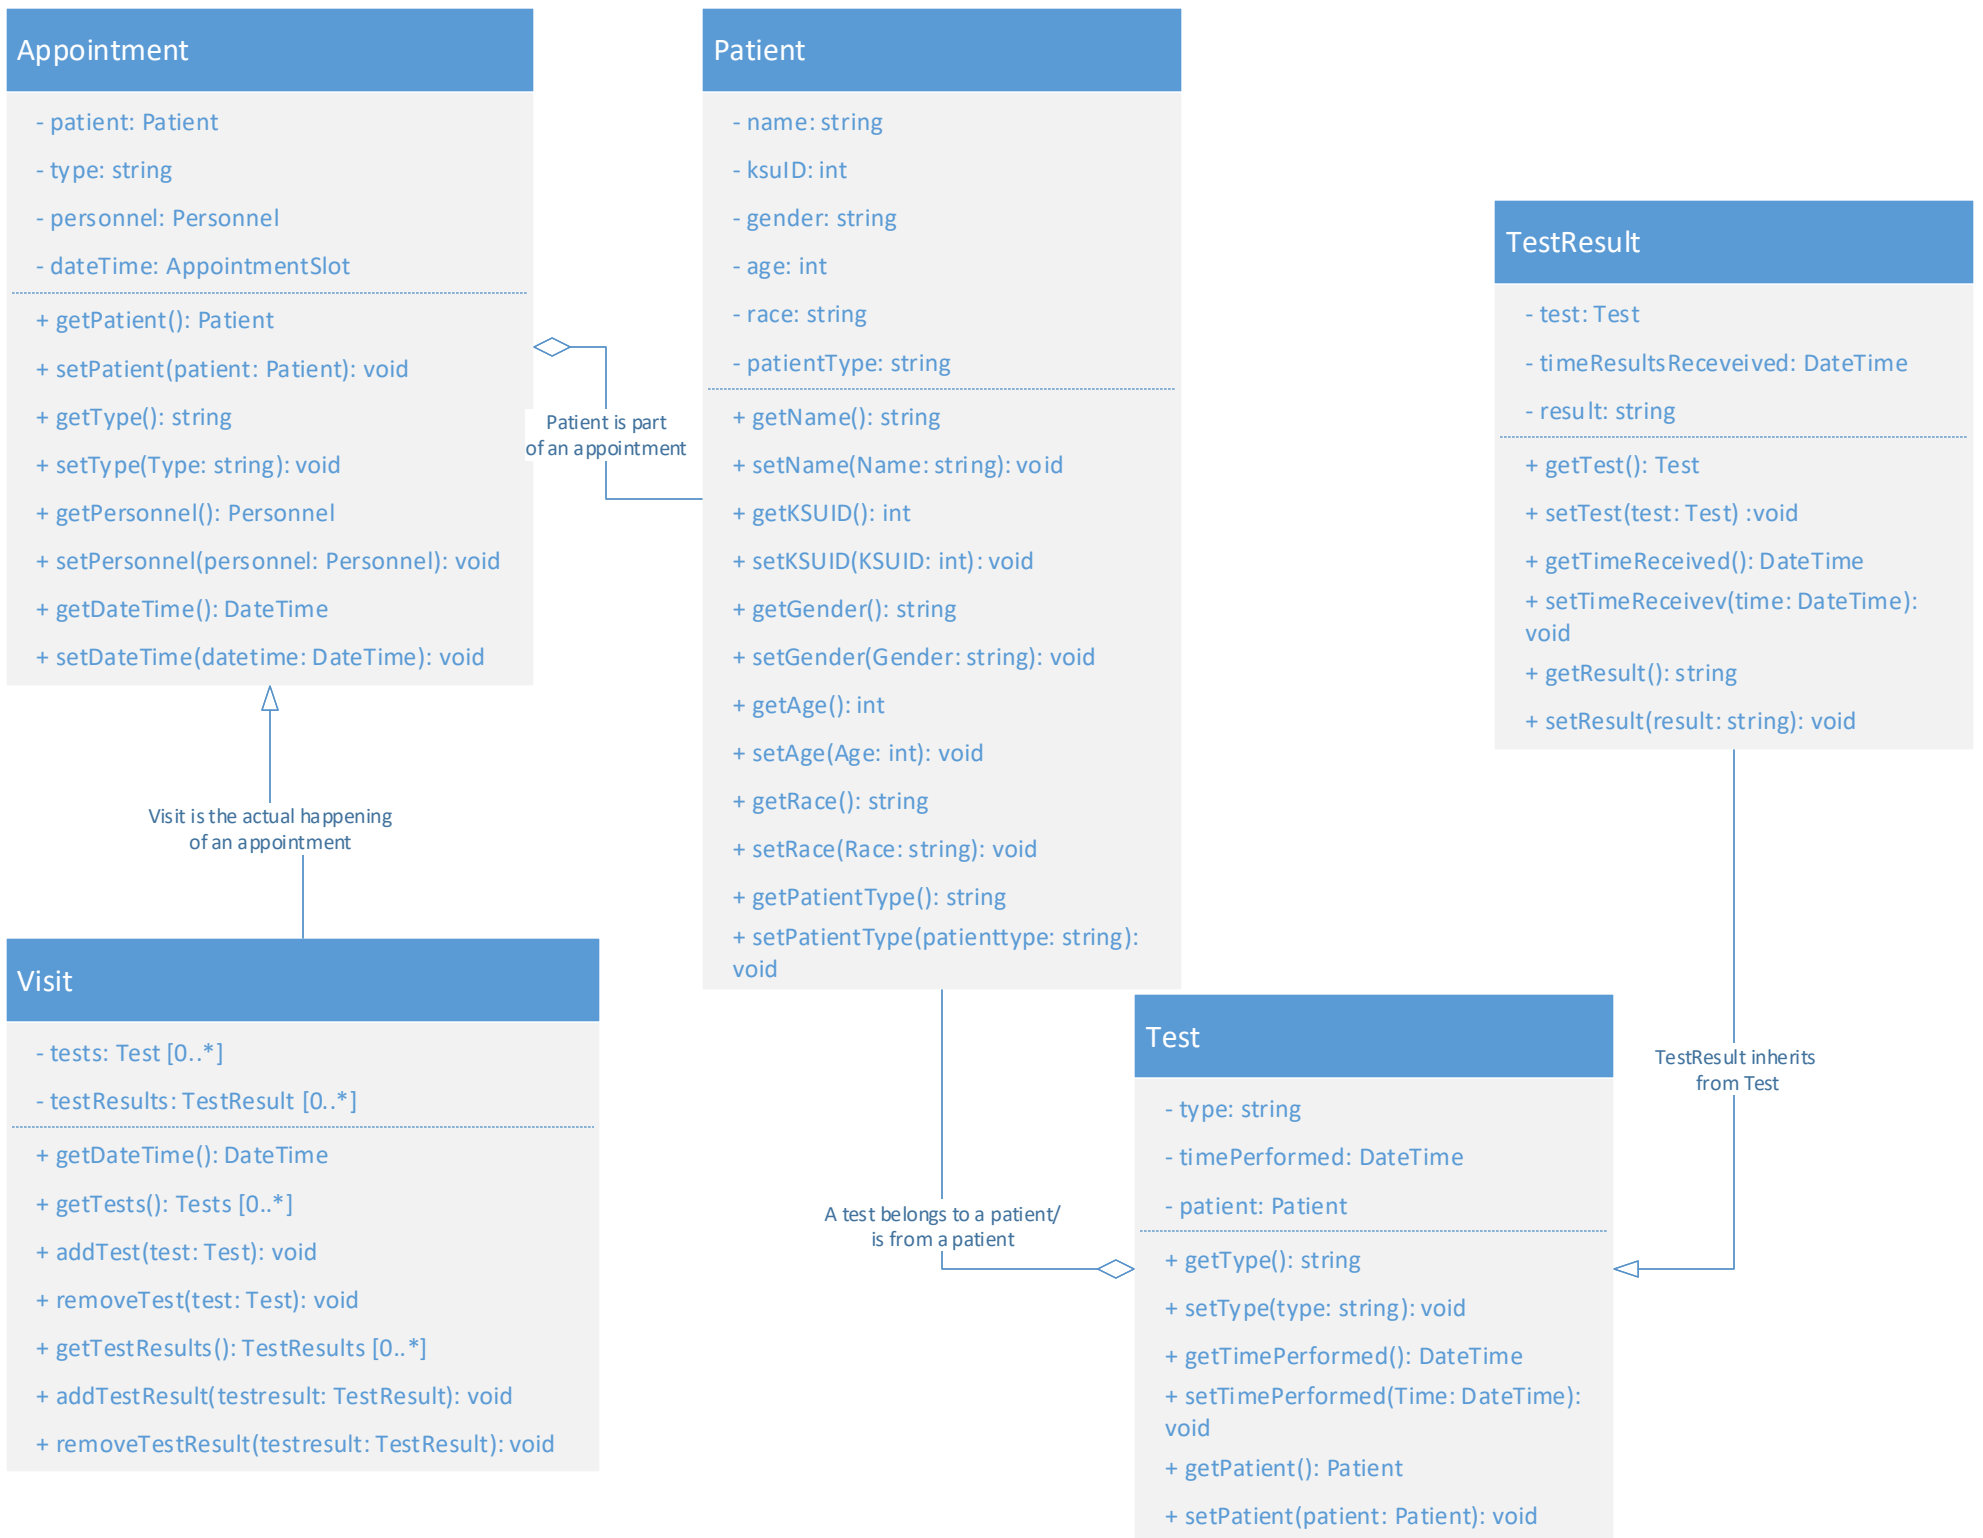 Appointment
- patient: Patient
- type: string
- personnel: Personnel
- dateTime: AppointmentSlot
+ getPatient(): Patient
+ setPatient(patient: Patient): void
+ getType(): string
+ setType(Type: string): void
+ getPersonnel(): Personnel
+ setPersonnel(personnel: Personnel): void
+ getDateTime(): DateTime
+ setDateTime(datetime: DateTime): void
Patient is part
of an appointment
Patient
- name: string
- ksuID: int
- gender: string
- age: int
- race: string
- patientType: string
+ getName(): string
+ setName(Name: string): void
+ getKSUID(): int
+ setKSUID(KSUID: int): void
+ getGender(): string
+ setGender(Gender: string): void
+ getAge(): int
+ setAge(Age: int): void
+ getRace(): string
+ setRace(Race: string): void
+ getPatientType(): string
+ setPatientType(patienttype: string):
void
TestResult
- test: Test
- timeResultsReceveived: DateTime
- result: string
+ getTest(): Test
+ setTest(test: Test) :void
+ getTimeReceived(): DateTime
+ setTimeReceivev(time: DateTime):
void
+ getResult(): string
+ setResult(result: string): void
Visit is the actual happening
of an appointment
Visit
- tests: Test [0..*]
- testResults: TestResult [0..*]
+ getDateTime(): DateTime
+ getTests(): Tests [0..*]
+ addTest(test: Test): void
+ removeTest(test: Test): void
+ getTestResults(): TestResults [0..*]
+ addTestResult(testresult: TestResult): void
+ removeTestResult(testresult: TestResult): void
A test belongs to a patient/
is from a patient
Test
- type: string
- timePerformed: DateTime
- patient: Patient
+ getType(): string
+ setType(type: string): void
+ getTimePerformed(): DateTime
+ setTimePerformed(Time: DateTime):
void
+ getPatient(): Patient
+ setPatient(patient: Patient): void
TestResult inherits
from Test